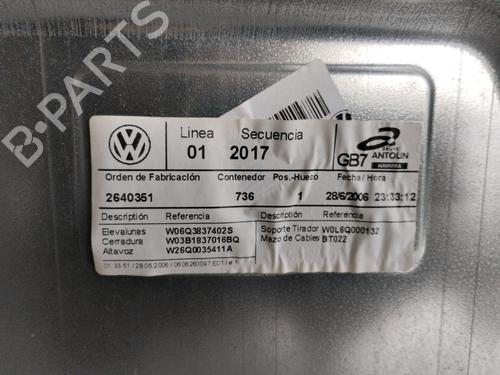 B-PARTS
Linea Secuencia
01 2017
GRUPO
ANTOLIN
GB7 NAVARRA
Orden de Fabricación Contenedor Pos.-Hueco Fecha/Hora
2640351 736 1 28/6/2006 23:33:12
Descripción Referencia Descripción Referencia
Elevalunas W06Q3837402S Soporte Tirador W0L6Q000132
Cerradura W03B1837016BQ Mazo de Cables BT022
Altavoz W26Q0035411A